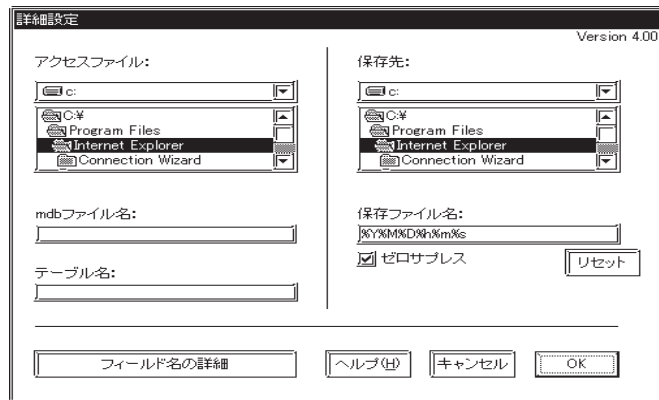 詳細設定
Version 4.00
アクセスファイル:
c:
C:¥
Program Files
Internet Explorer
Connection Wizard
mdbファイル名:
テーブル名:
保存先:
c:
C:¥
Program Files
Internet Explorer
Connection Wizard
保存ファイル名:
%Y%M%D%h%m%s
ゼロサプレス
リセット
フィールド名の詳細
ヘルプ(H)
キャンセル
OK